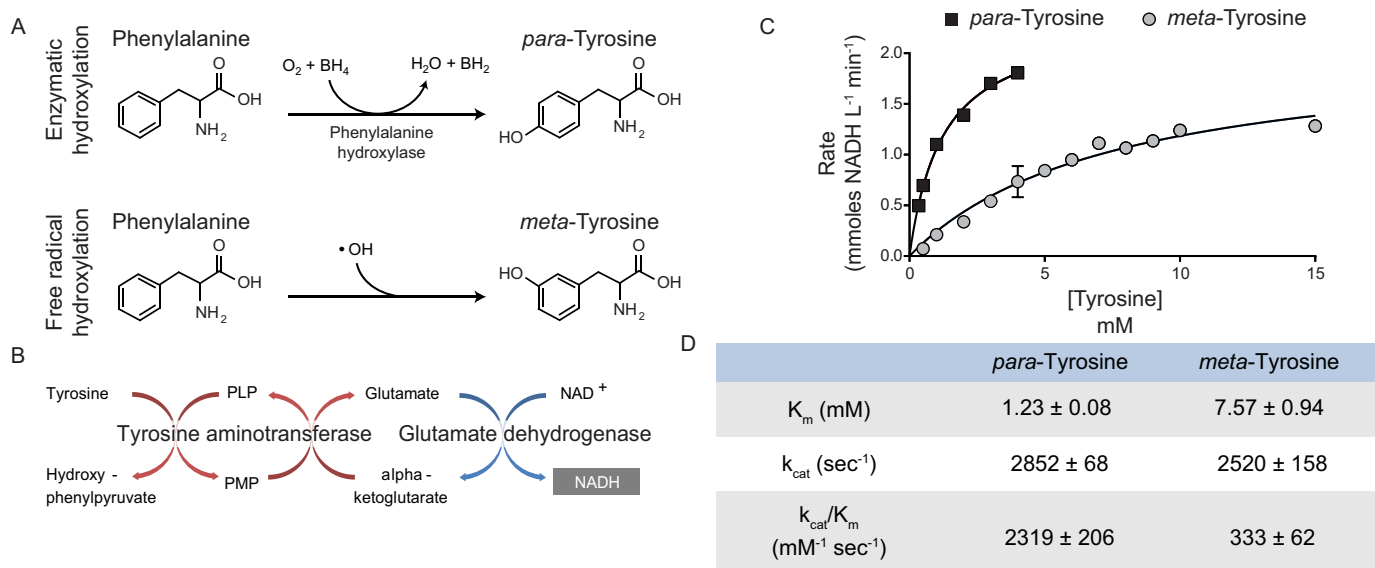 A
Enzymatic
hydroxylation
Phenylalanine
O
OH
NH2
O2 + BH4
H2O + BH2
Phenylalanine
hydroxylase
para-Tyrosine
O
OH
NH2
HO
Free radical
hydroxylation
Phenylalanine
O
OH
NH2
• OH
meta-Tyrosine
O
HO
OH
NH2
B
Tyrosine
PLP
Glutamate
NAD +
Tyrosine aminotransferase
Glutamate dehydrogenase
Hydroxy -
phenylpyruvate
PMP
alpha -
ketoglutarate
NADH
C
para-Tyrosine
meta-Tyrosine
Rate
(mmoles NADH L-1 min-1)
2.0
1.5
1.0
0.5
0.0
0
5
10
15
[Tyrosine]
mM
D
para-Tyrosine
meta-Tyrosine
Km (mM)
1.23 ± 0.08
7.57 ± 0.94
kcat (sec-1)
2852 ± 68
2520 ± 158
kcat/Km
(mM-1 sec-1)
2319 ± 206
333 ± 62